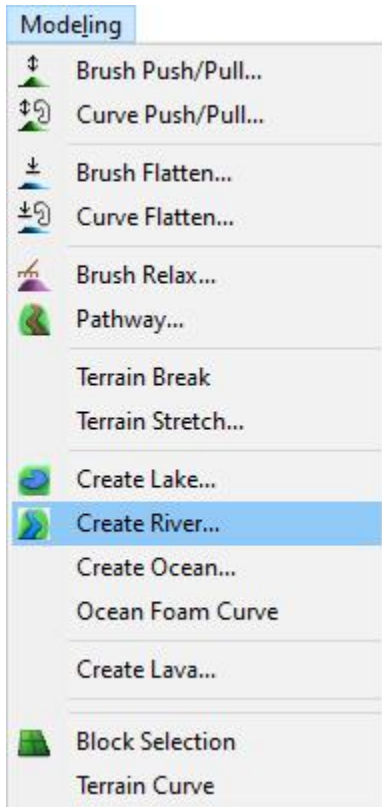 Modeling
Brush Push/Pull...
Curve Push/Pull...
Brush Flatten...
Curve Flatten...
Brush Relax...
Pathway...
Terrain Break
Terrain Stretch...
Create Lake...
Create River...
Create Ocean...
Ocean Foam Curve
Create Lava...
Block Selection
Terrain Curve